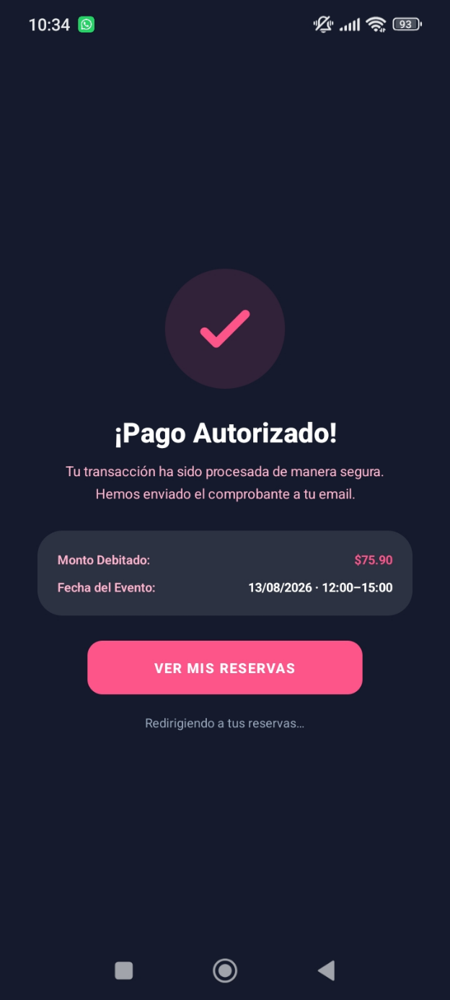 10:34
93
¡Pago Autorizado!
Tu transacción ha sido procesada de manera segura.
Hemos enviado el comprobante a tu email.
Monto Debitado: $75.90
Fecha del Evento: 13/08/2026 · 12:00–15:00
VER MIS RESERVAS
Redirigiendo a tus reservas…